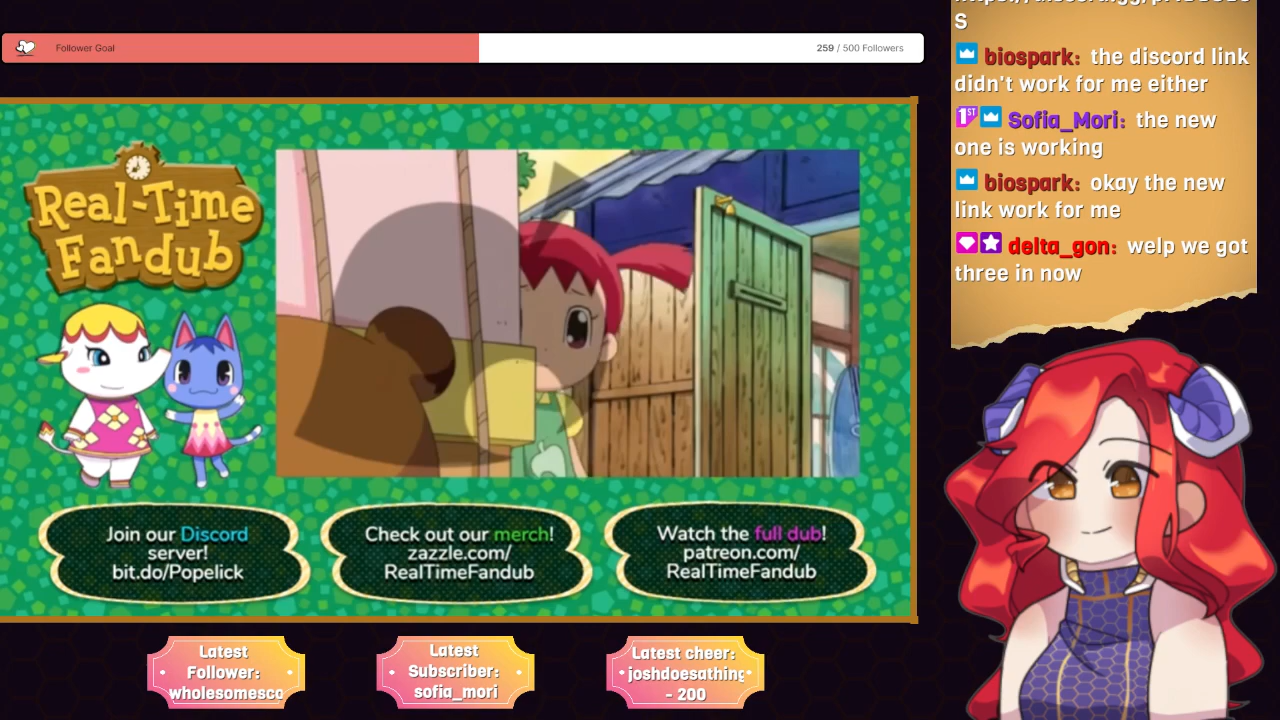 Follower Goal
259 / 500 Followers
Real-Time
Fandub
Join our Discord
server!
bit.do/Popelick
Check out our merch!
zazzle.com/
RealTimeFandub
Watch the full dub!
patreon.com/
RealTimeFandub
Latest
Follower:
wholesomesco
Latest
Subscriber:
sofia_mori
Latest cheer:
joshdoesathing
- 200
S
biospark: the discord link
didn't work for me either
1ST Sofia_Mori: the new
one is working
biospark: okay the new
link work for me
delta_gon: welp we got
three in now